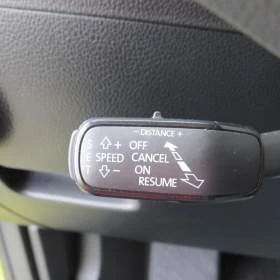 - DISTANCE +
S + OFF
E SPEED CANCEL
T - ON
RESUME